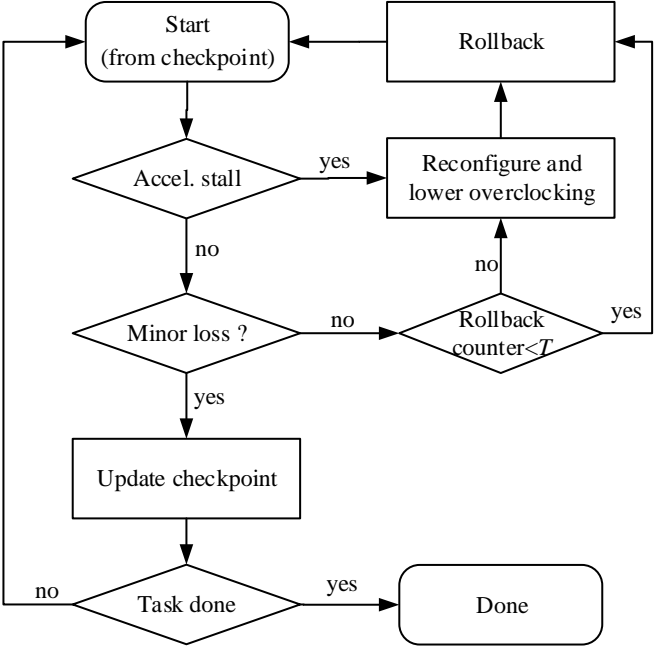 Start
(from checkpoint)
Rollback
Accel. stall
yes
Reconfigure and
lower overclocking
no
no
Minor loss ?
no
Rollback
counter<T
yes
yes
Update checkpoint
no
Task done
yes
Done